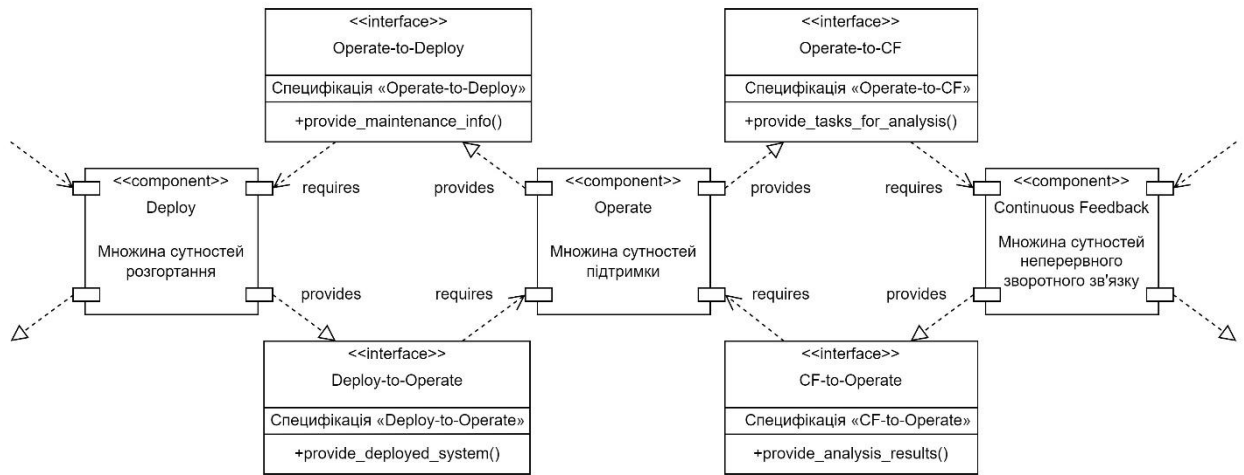 <<interface>>
Operate-to-Deploy
Специфікація «Operate-to-Deploy»
+provide_maintenance_info()
<<interface>>
Operate-to-CF
Специфікація «Operate-to-CF»
+provide_tasks_for_analysis()
<<component>>
Deploy
Множина сутностей
розгортання
requires
provides
<<component>>
Operate
Множина сутностей
підтримки
provides
requires
<<component>>
Continuous Feedback
Множина сутностей
неперервного
зворотного зв'язку
provides
requires
requires
provides
<<interface>>
Deploy-to-Operate
Специфікація «Deploy-to-Operate»
+provide_deployed_system()
<<interface>>
CF-to-Operate
Специфікація «CF-to-Operate»
+provide_analysis_results()